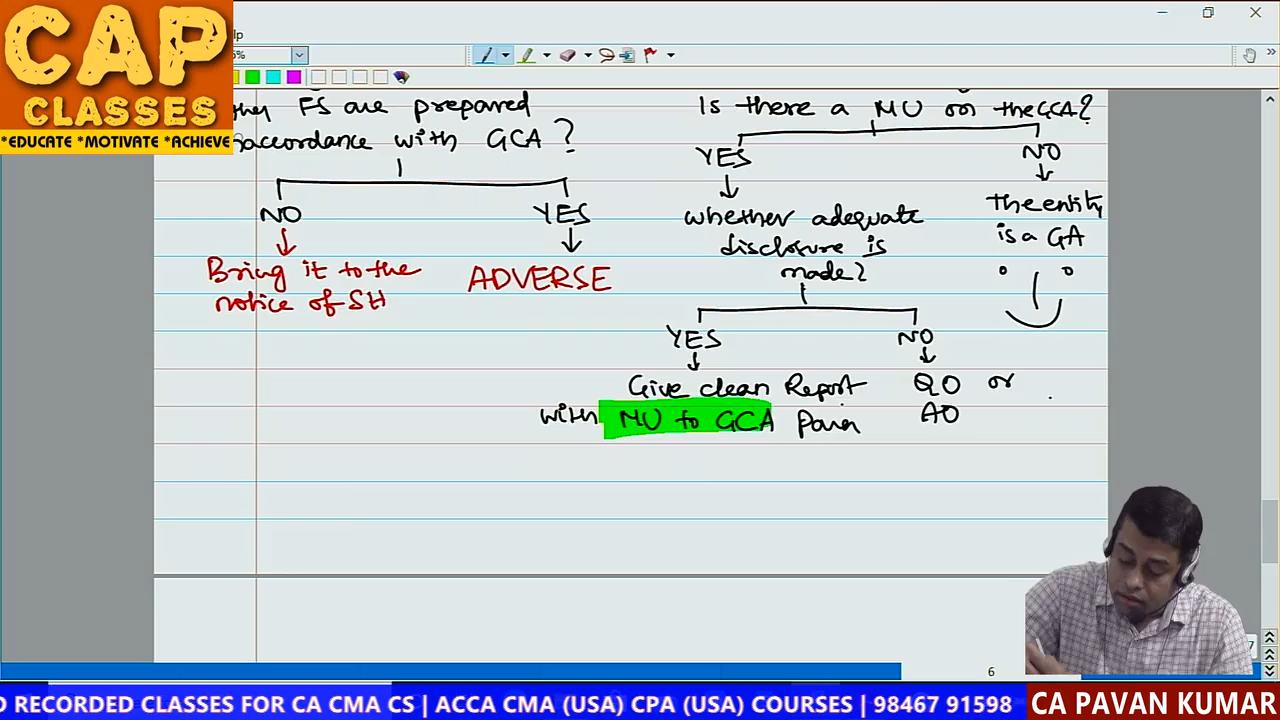 CAP
CLASSES
*EDUCATE *MOTIVATE *ACHIEVE
FS are prepared
accordance with GCA?
NO
YES
Bring it to the
notice of SH
ADVERSE
Is there a MU on the GCA?
YES
NO
whether adequate
disclosure is
made?
The entity
is a GA
YES
NO
Give clean Report
with MU to GCA Para
QO or
AO
6
RECORDED CLASSES FOR CA CMA CS | ACCA CMA (USA) CPA (USA) COURSES | 98467 91598
CA PAVAN KUMAR